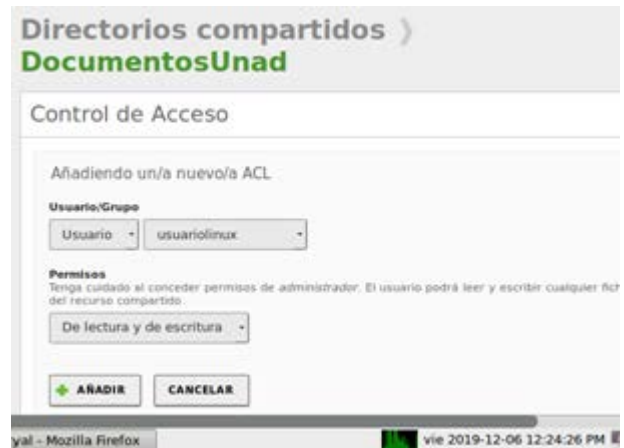 Directorios compartidos ⟩
DocumentosUnad
Control de Acceso
Añadiendo un/a nuevo/a ACL
Usuario/Grupo
Usuario usuariolinux
Permisos
Tenga cuidado al conceder permisos de administrador. El usuario podrá leer y escribir cualquier
del recurso compartido.
De lectura y de escritura
AÑADIR CANCELAR
- Mozilla Firefox vie 2019-12-06 12:24:26 PM